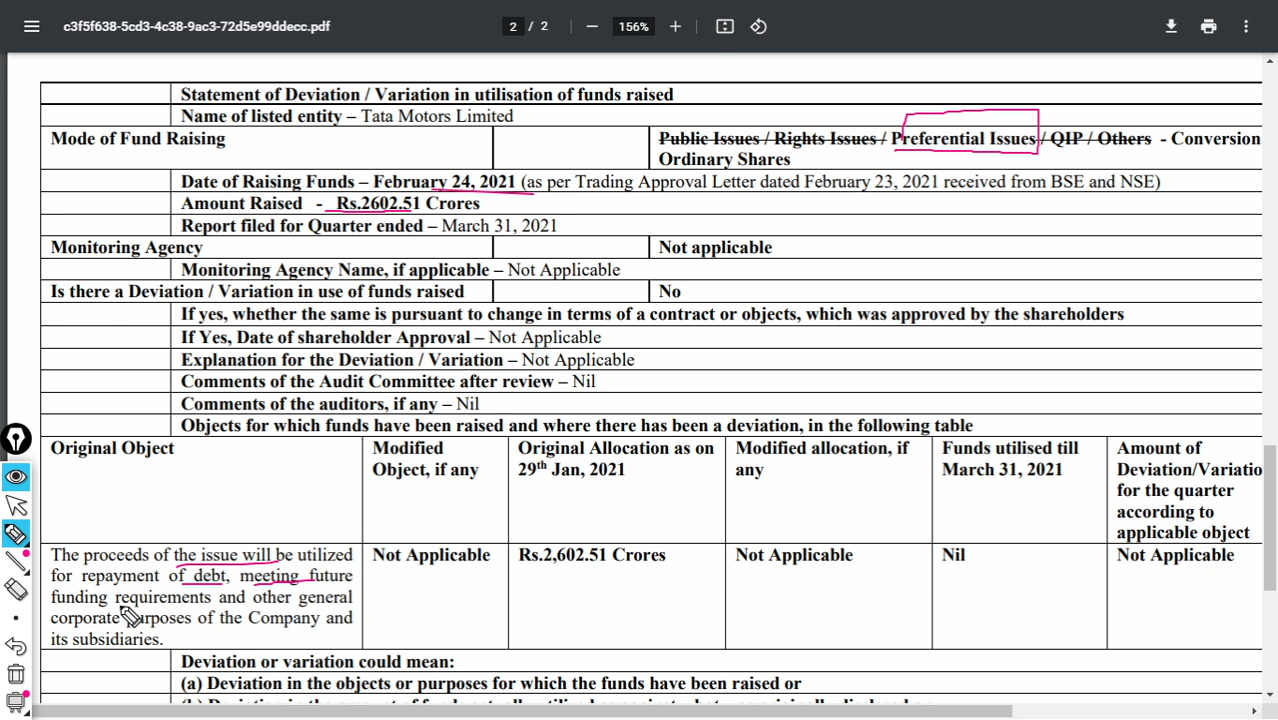 c3f5f638-5cd3-4c38-9ac3-72d5e99ddecc.pdf
2 / 2
156%
Statement of Deviation / Variation in utilisation of funds raised
Name of listed entity – Tata Motors Limited
Mode of Fund Raising
Public Issues / Rights Issues / Preferential Issues / QIP / Others - Conversion
Ordinary Shares
Date of Raising Funds – February 24, 2021 (as per Trading Approval Letter dated February 23, 2021 received from BSE and NSE)
Amount Raised - Rs.2602.51 Crores
Report filed for Quarter ended – March 31, 2021
Monitoring Agency
Not applicable
Monitoring Agency Name, if applicable – Not Applicable
Is there a Deviation / Variation in use of funds raised
No
If yes, whether the same is pursuant to change in terms of a contract or objects, which was approved by the shareholders
If Yes, Date of shareholder Approval – Not Applicable
Explanation for the Deviation / Variation – Not Applicable
Comments of the Audit Committee after review – Nil
Comments of the auditors, if any – Nil
Objects for which funds have been raised and where there has been a deviation, in the following table
Original Object
Modified
Object, if any
Original Allocation as on
29th Jan, 2021
Modified allocation, if
any
Funds utilised till
March 31, 2021
Amount of
Deviation/Variatio
for the quarter
according to
applicable object
The proceeds of the issue will be utilized
for repayment of debt, meeting future
funding requirements and other general
corporate purposes of the Company and
its subsidiaries.
Not Applicable
Rs.2,602.51 Crores
Not Applicable
Nil
Not Applicable
Deviation or variation could mean:
(a) Deviation in the objects or purposes for which the funds have been raised or